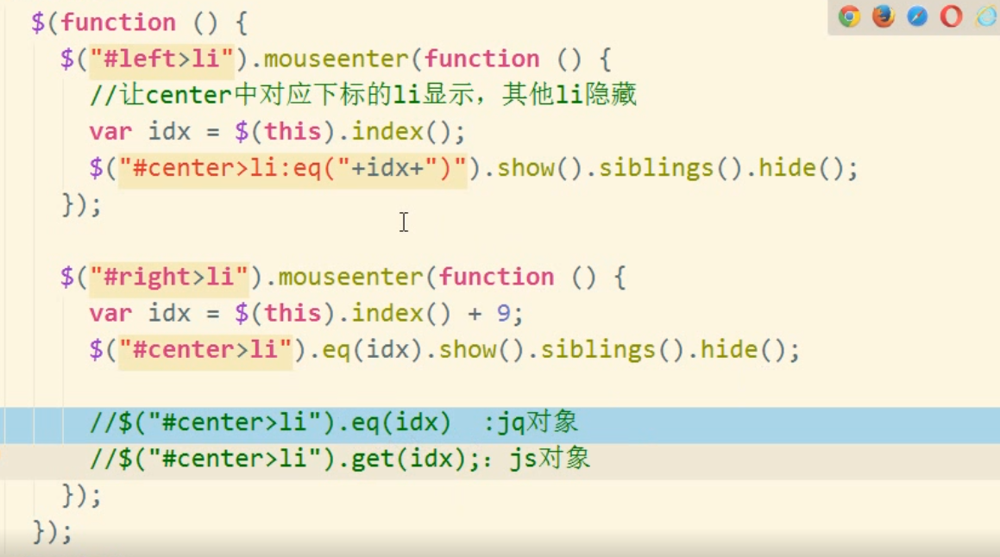 $(function () {
$("#left>li").mouseenter(function () {
//让center中对应下标的li显示，其他li隐藏
var idx = $(this).index();
$("#center>li:eq("+idx+")").show().siblings().hide();
});
$("#right>li").mouseenter(function () {
var idx = $(this).index() + 9;
$("#center>li").eq(idx).show().siblings().hide();
//$("#center>li").eq(idx)  :jq对象
//$("#center>li").get(idx);：js对象
});
});